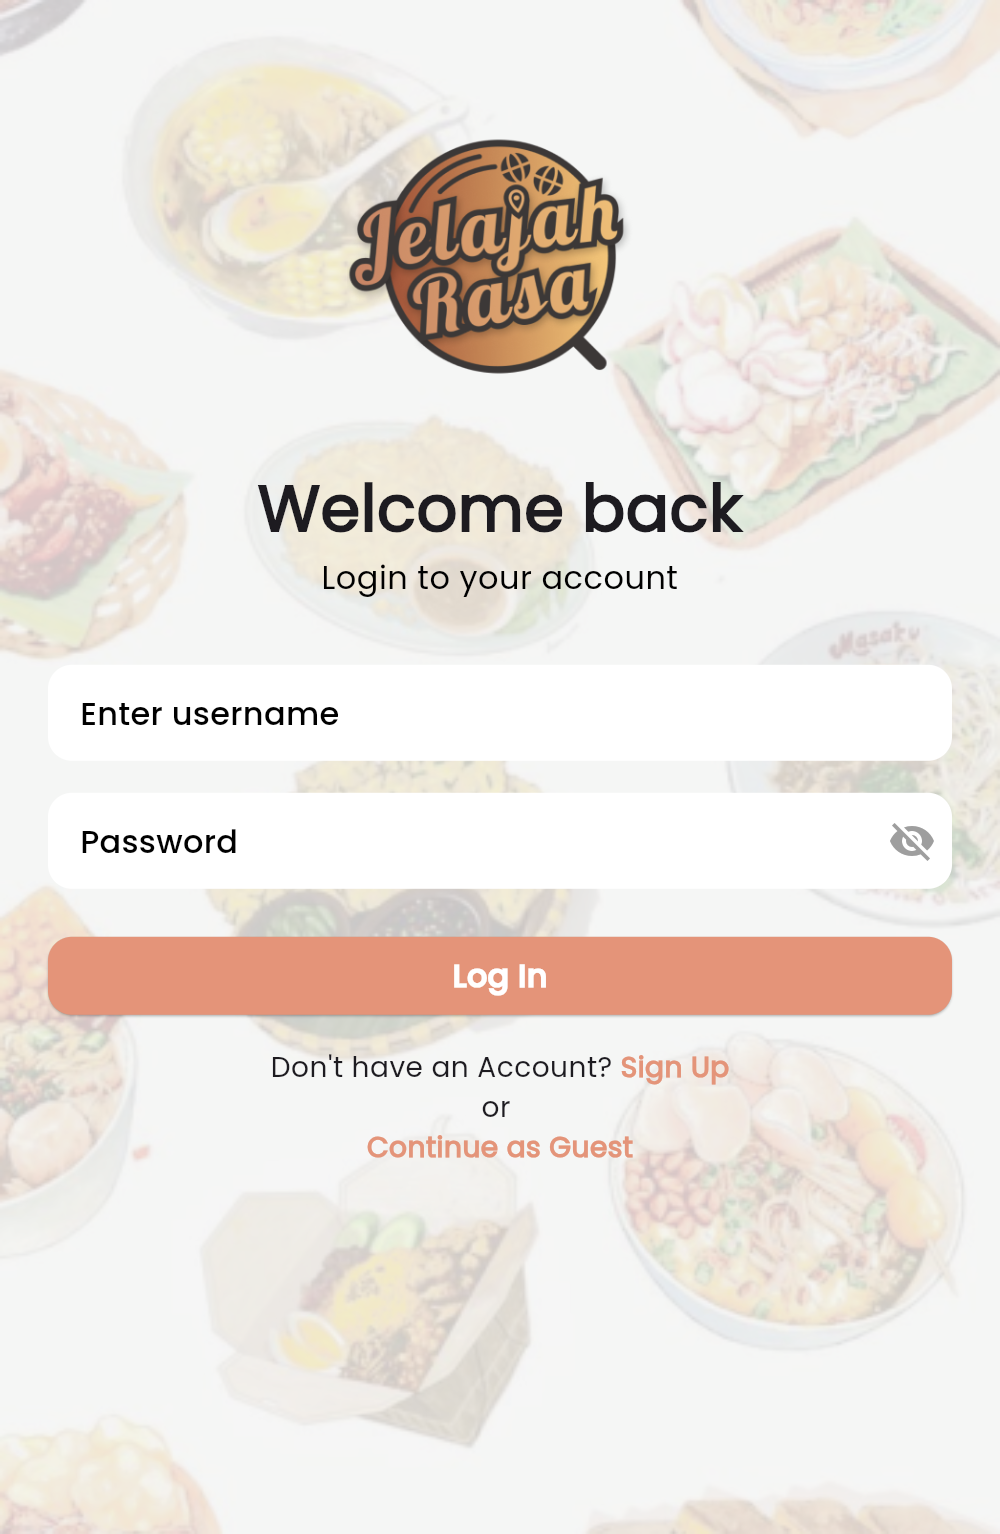 Jelajah
Rasa
Welcome back
Login to your account
Masaku
Enter username
Password
Log In
Don't have an Account? Sign Up
or
Continue as Guest